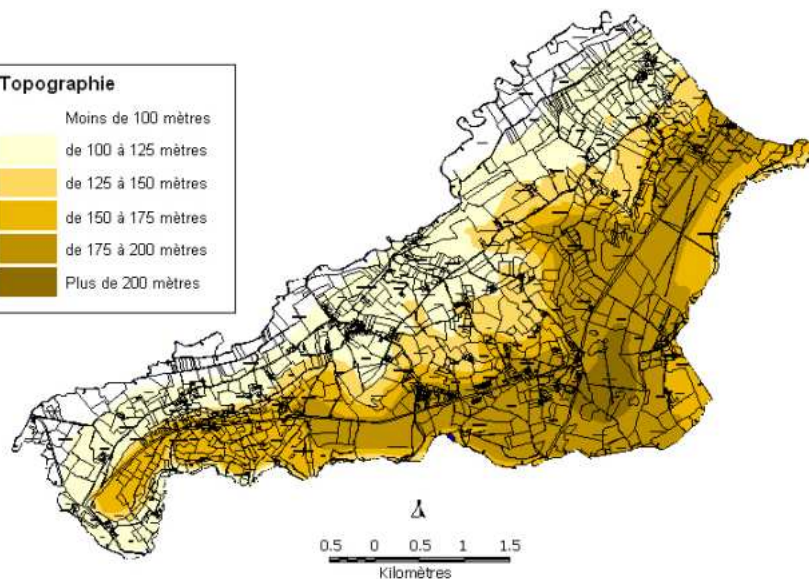 Topographie
Moins de 100 mètres
de 100 à 125 mètres
de 125 à 150 mètres
de 150 à 175 mètres
de 175 à 200 mètres
Plus de 200 mètres
0.5 0 0.5 1 1.5
Kilomètres